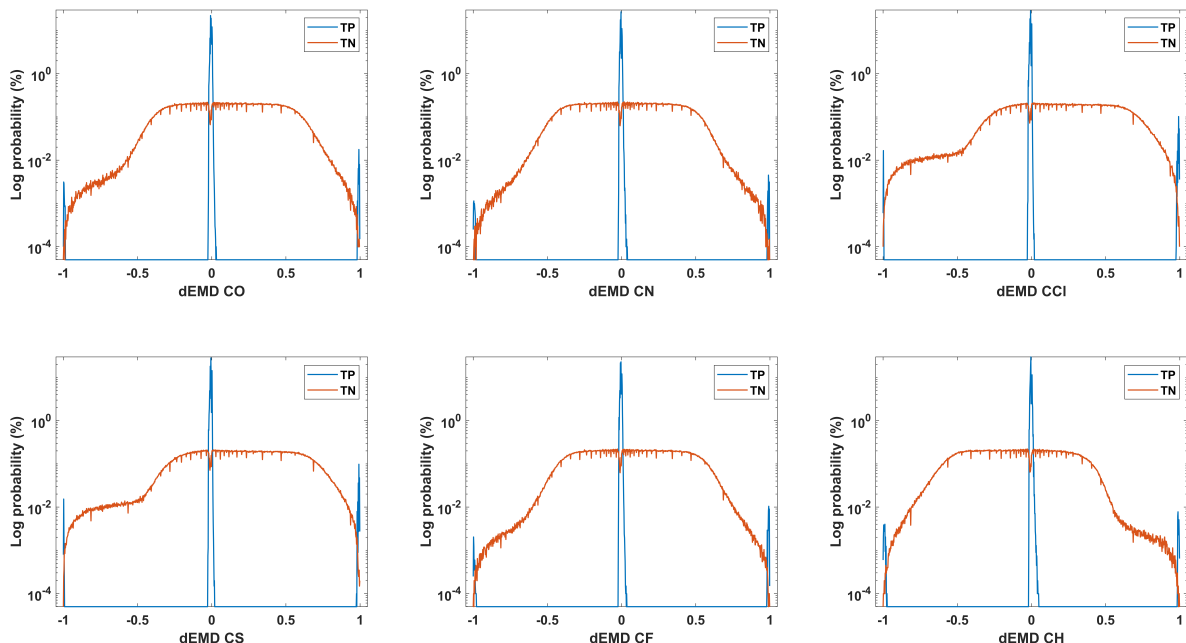 TP
TN
10^0
10^-2
10^-4
Log probability (%)
-1 -0.5 0 0.5 1
dEMD CO
TP
TN
10^0
10^-2
10^-4
Log probability (%)
-1 -0.5 0 0.5 1
dEMD CN
TP
TN
10^0
10^-2
10^-4
Log probability (%)
-1 -0.5 0 0.5 1
dEMD CCl
TP
TN
10^0
10^-2
10^-4
Log probability (%)
-1 -0.5 0 0.5 1
dEMD CS
TP
TN
10^0
10^-2
10^-4
Log probability (%)
-1 -0.5 0 0.5 1
dEMD CF
TP
TN
10^0
10^-2
10^-4
Log probability (%)
-1 -0.5 0 0.5 1
dEMD CH